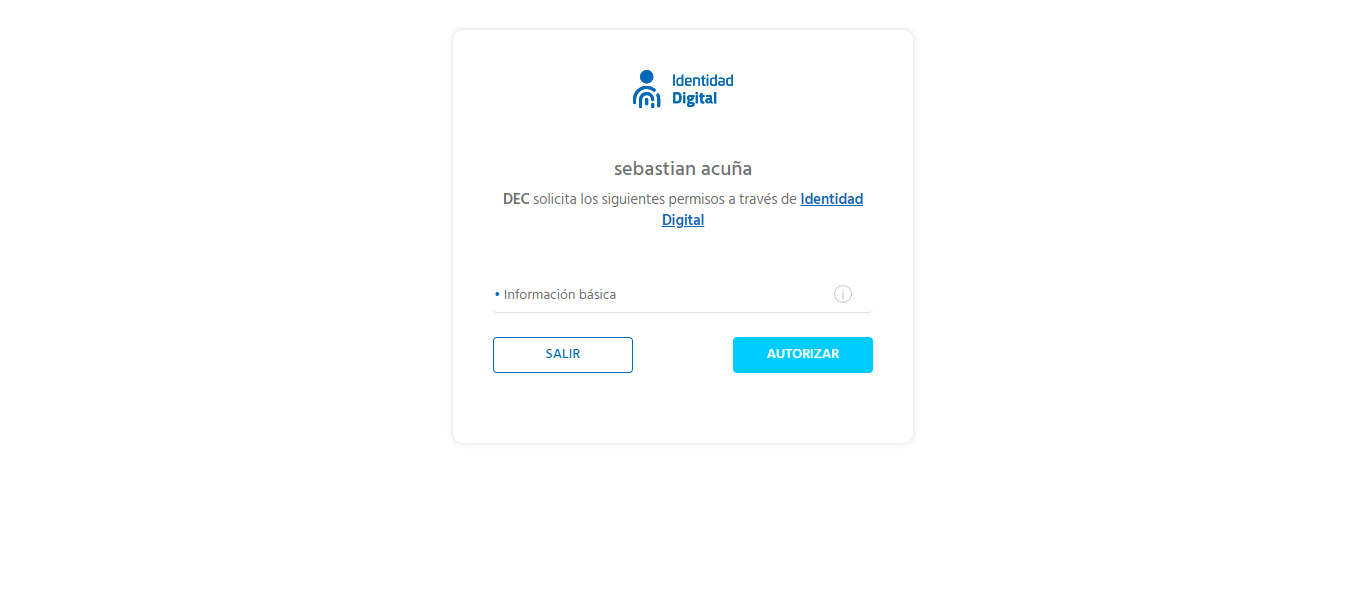 Identidad
Digital
sebastian acuña
DEC solicita los siguientes permisos a través de Identidad
Digital
• Información básica
SALIR
AUTORIZAR